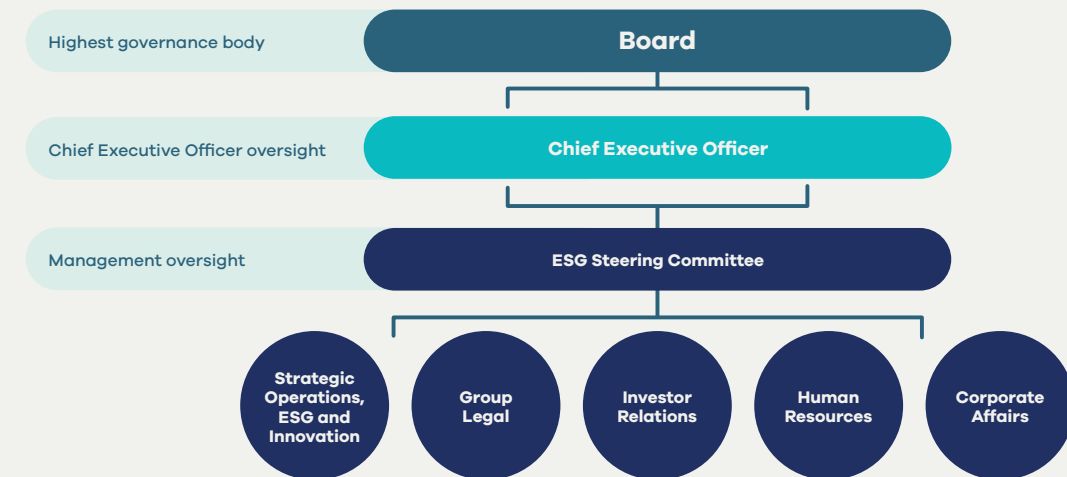 Highest governance body
Board
Chief Executive Officer oversight
Chief Executive Officer
Management oversight
ESG Steering Committee
Strategic
Operations,
ESG and
Innovation
Group
Legal
Investor
Relations
Human
Resources
Corporate
Affairs